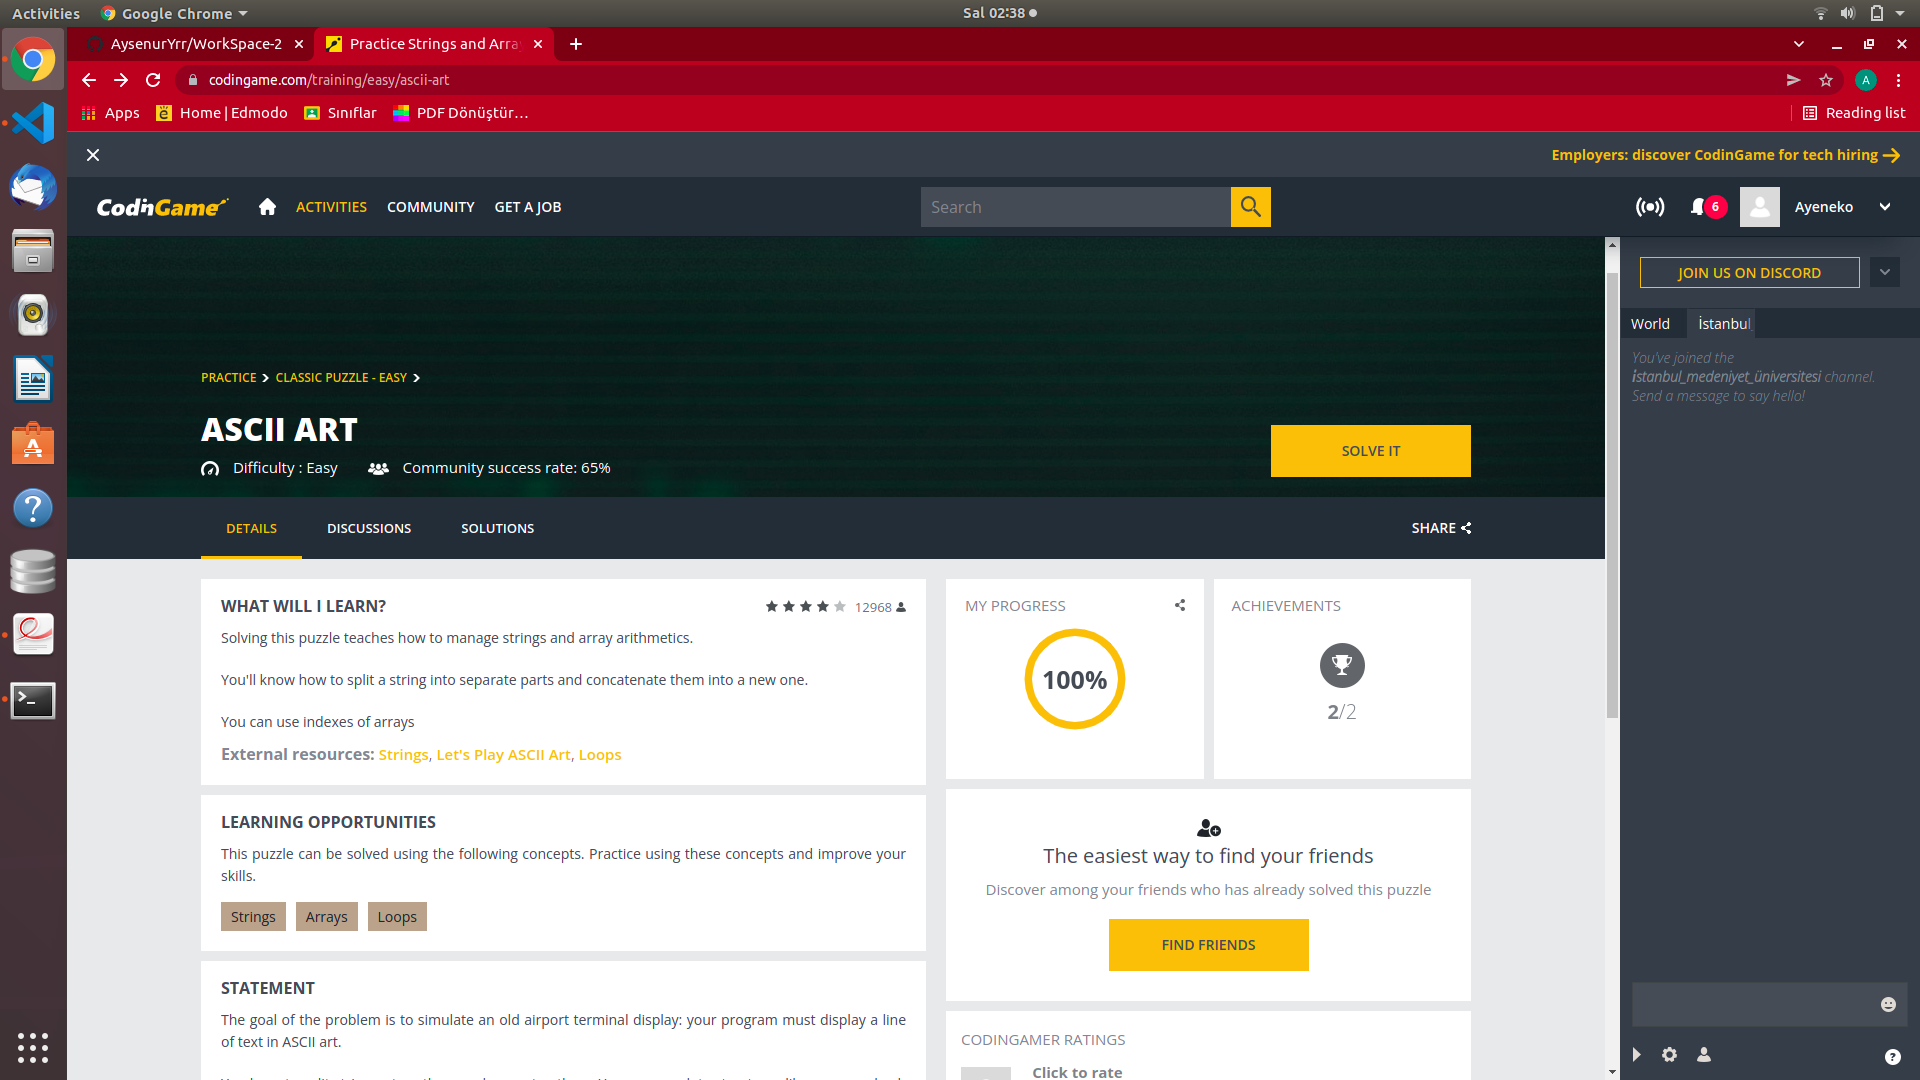 Activities
Google Chrome
Sal 02:38
AysenurYrr/WorkSpace-2
Practice Strings and Arra
codingame.com/training/easy/ascii-art
A
Apps
Home | Edmodo
Sınıflar
PDF Dönüştür…
Reading list
Employers: discover CodinGame for tech hiring
CodinGame
ACTIVITIES
COMMUNITY
GET A JOB
Search
6
Ayeneko
JOIN US ON DISCORD
World
İstanbul
You've joined the
istanbul_medeniyet_üniversitesi channel.
Send a message to say hello!
PRACTICE
CLASSIC PUZZLE - EASY
ASCII ART
Difficulty : Easy
Community success rate: 65%
SOLVE IT
DETAILS
DISCUSSIONS
SOLUTIONS
SHARE
WHAT WILL I LEARN?
12968
Solving this puzzle teaches how to manage strings and array arithmetics.
You'll know how to split a string into separate parts and concatenate them into a new one.
You can use indexes of arrays
External resources: Strings, Let's Play ASCII Art, Loops
MY PROGRESS
100%
ACHIEVEMENTS
2/2
LEARNING OPPORTUNITIES
This puzzle can be solved using the following concepts. Practice using these concepts and improve your
skills.
Strings
Arrays
Loops
The easiest way to find your friends
Discover among your friends who has already solved this puzzle
FIND FRIENDS
STATEMENT
The goal of the problem is to simulate an old airport terminal display: your program must display a line
of text in ASCII art.
CODINGAMER RATINGS
Click to rate